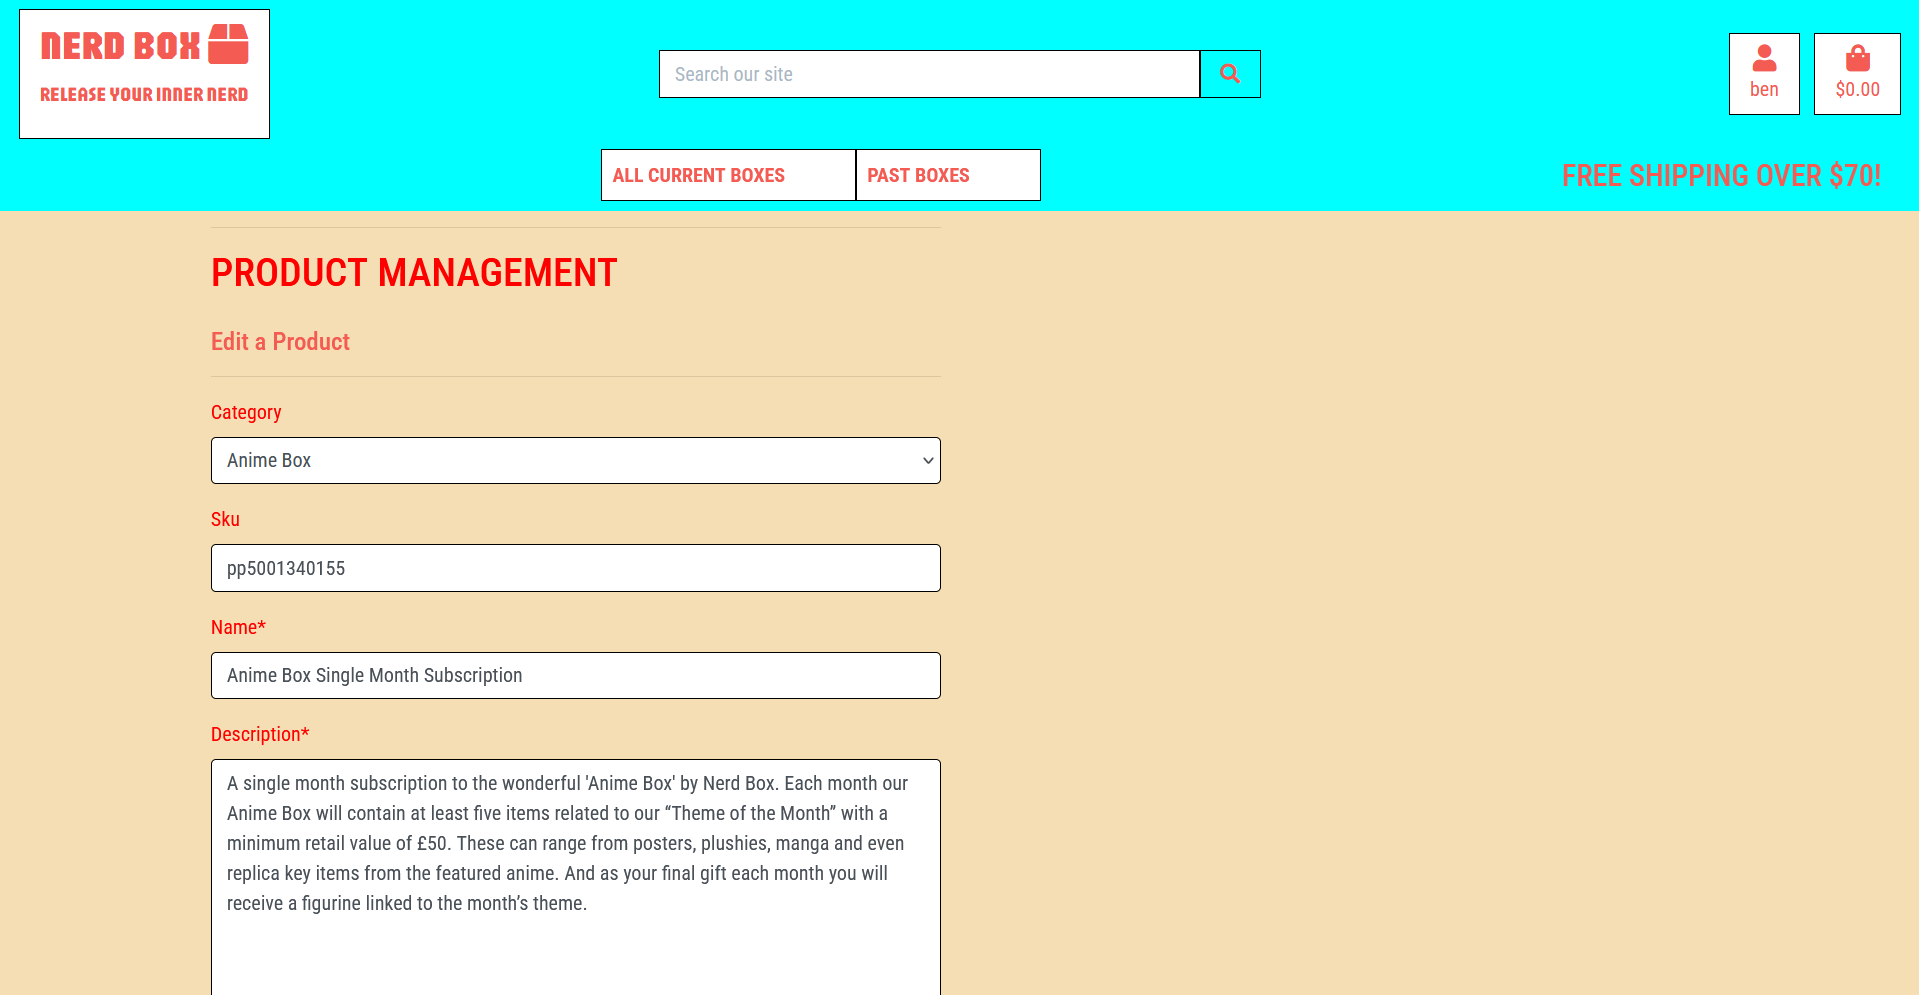 NERD BOX
RELEASE YOUR INNER NERD
Search our site
ben
$0.00
ALL CURRENT BOXES
PAST BOXES
FREE SHIPPING OVER $70!
PRODUCT MANAGEMENT
Edit a Product
Category
Anime Box
Sku
pp5001340155
Name*
Anime Box Single Month Subscription
Description*
A single month subscription to the wonderful 'Anime Box' by Nerd Box. Each month our
Anime Box will contain at least five items related to our “Theme of the Month” with a
minimum retail value of £50. These can range from posters, plushies, manga and even
replica key items from the featured anime. And as your final gift each month you will
receive a figurine linked to the month’s theme.